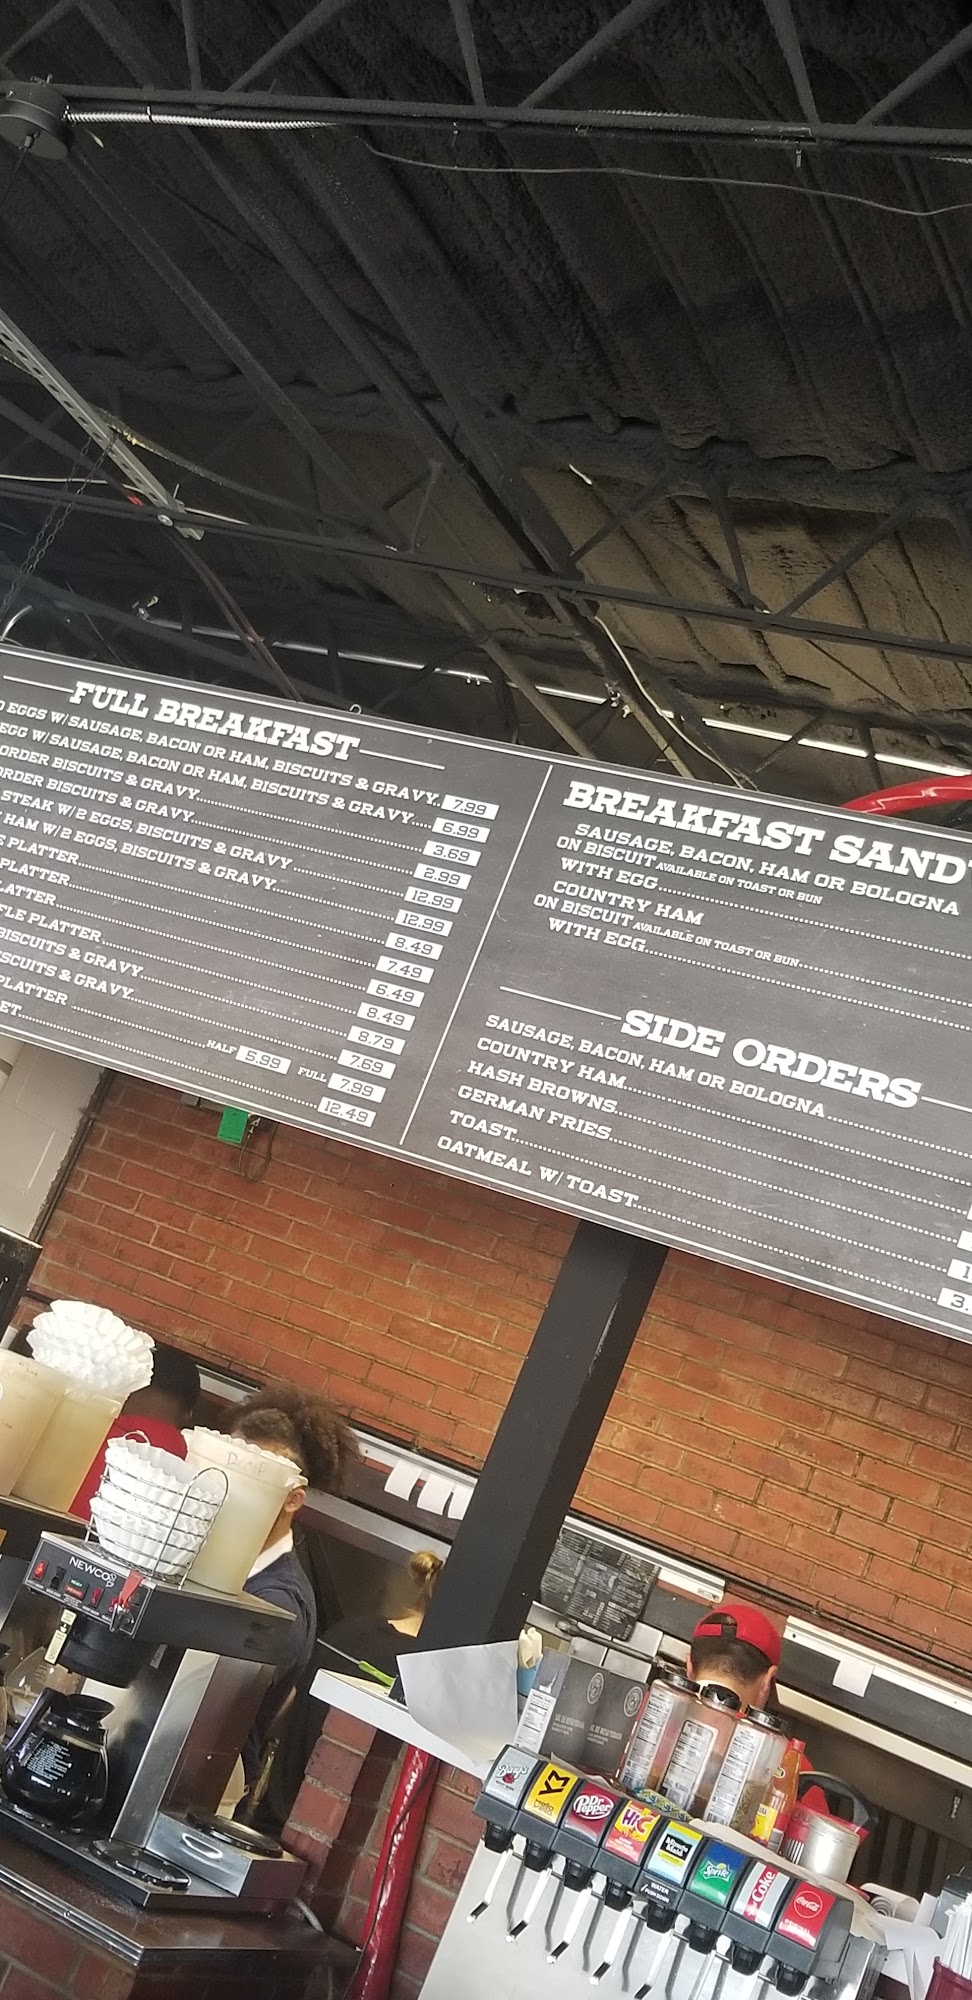 FULL BREAKFAST
EGGS W/ SAUSAGE, BACON OR HAM, BISCUITS & GRAVY. 7.99
EGG W/ SAUSAGE, BACON OR HAM, BISCUITS & GRAVY.... 6.99
ORDER BISCUITS & GRAVY.... 3.69
ORDER BISCUITS & GRAVY.... 2.99
STEAK W/2 EGGS, BISCUITS & GRAVY.... 12.99
HAM W/2 EGGS, BISCUITS & GRAVY.... 12.99
PLATTER.... 8.49
PLATTER.... 7.49
.... 6.49
PLATTER.... 8.49
BISCUITS & GRAVY.... 8.79
& GRAVY.... 7.69
PLATTER.... HALF 5.99 FULL 7.99
.... 12.49
BREAKFAST
SAUSAGE, BACON, HAM OR BOLOGNA
ON BISCUIT AVAILABLE ON TOAST OR BUN
WITH EGG....
COUNTRY HAM
ON BISCUIT AVAILABLE ON TOAST OR BUN....
WITH EGG....
SIDE ORDERS
SAUSAGE, BACON, HAM OR BOLOGNA....
COUNTRY HAM....
HASH BROWNS....
GERMAN FRIES....
TOAST....
OATMEAL W/ TOAST....
NEWCO
Barq's
Dr Pepper
Hi-C
Minute Maid
WATER
Sprite
Coke
Coca-Cola